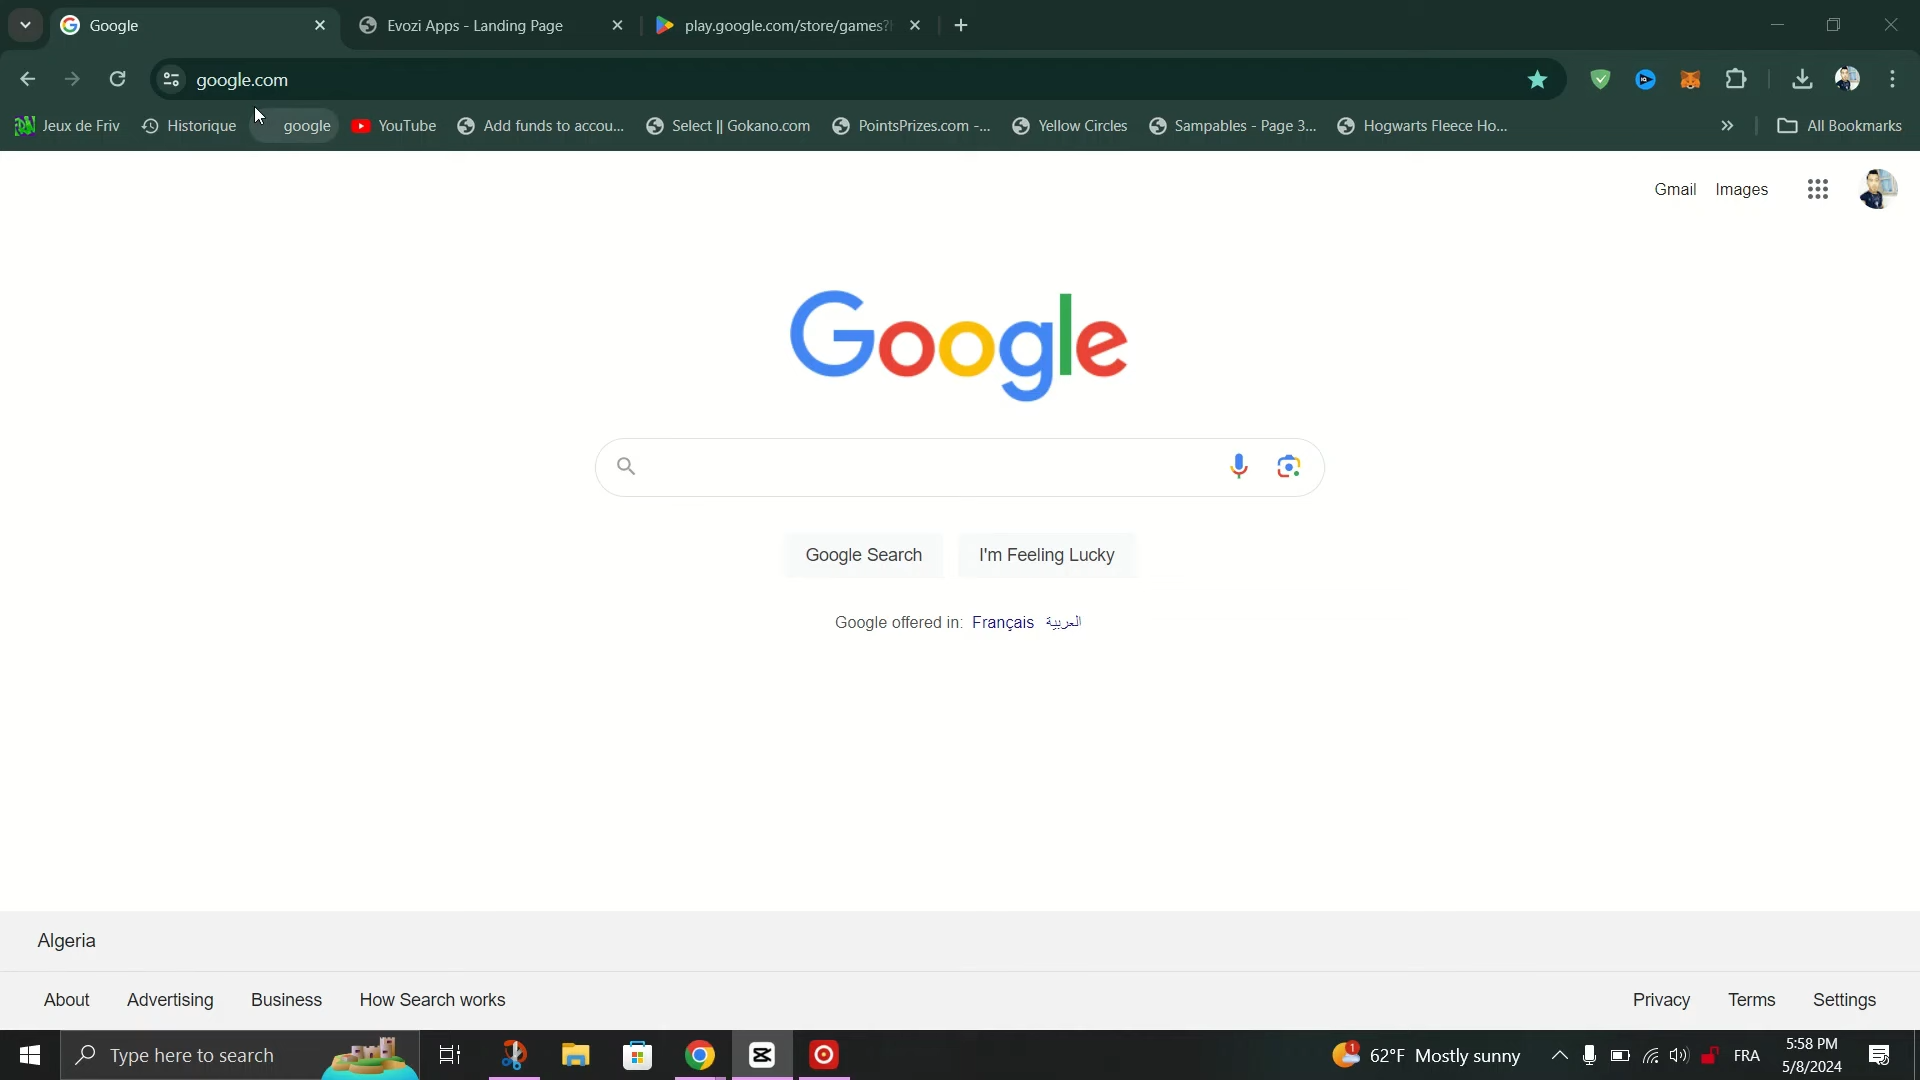 Google
Evozi Apps - Landing Page
play.google.com/store/games?
google.com
Jeux de Friv
Historique
google
YouTube
Add funds to accou...
Select || Gokano.com
PointsPrizes.com -...
Yellow Circles
Sampables - Page 3...
Hogwarts Fleece Ho...
All Bookmarks
Gmail
Images
Google
Google Search
I'm Feeling Lucky
Google offered in: Français العربية
Algeria
About
Advertising
Business
How Search works
Privacy
Terms
Settings
Type here to search
1
62°F Mostly sunny
FRA
5:58 PM
5/8/2024